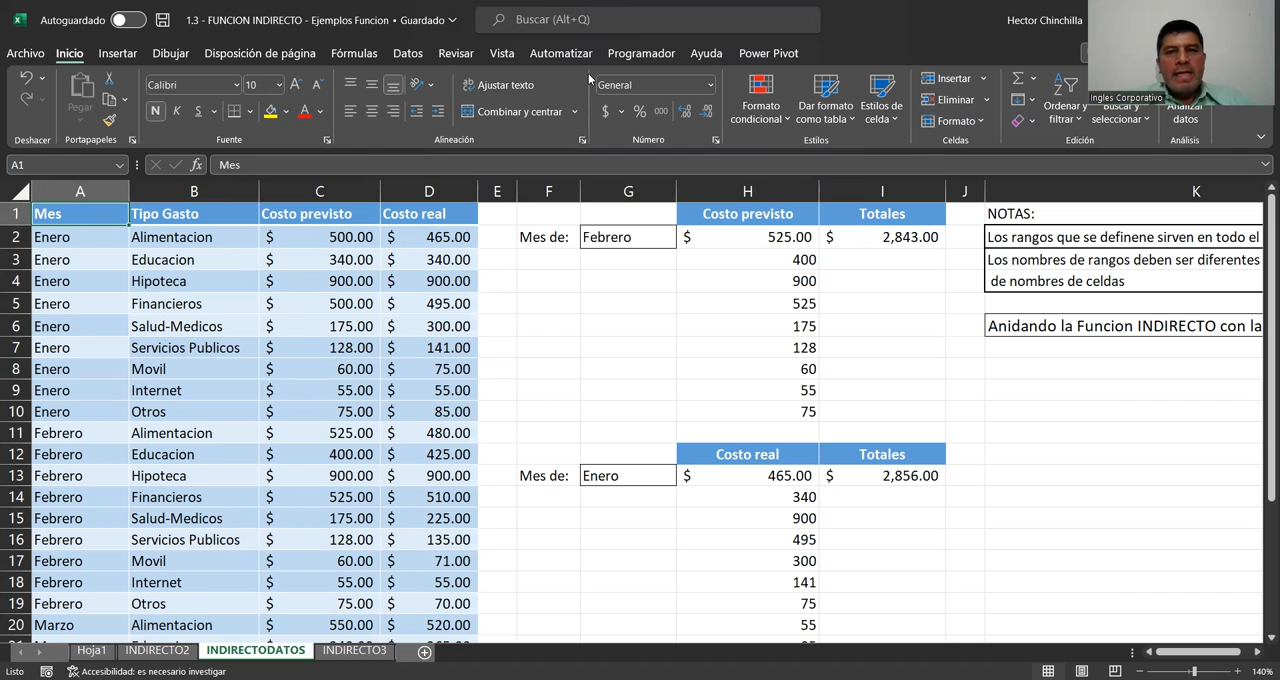 Autoguardado 1.3 - FUNCION INDIRECTO - Ejemplos Funcion • Guardado Buscar (Alt+Q) Hector Chinchilla
Archivo Inicio Insertar Dibujar Disposición de página Fórmulas Datos Revisar Vista Automatizar Programador Ayuda Power Pivot
Pegar Calibri 10 Ajustar texto General Formato condicional Dar formato como tabla Estilos de celda Insertar
N K S Combinar y centrar $ % 000 Eliminar Ordenar y filtrar Buscar y seleccionar Analizar datos
Formato
Ingles Corporativo
Deshacer Portapapeles Fuente Alineación Número Estilos Celdas Edición Análisis
A1 fx Mes
A B C D E F G H I J K
1 Mes Tipo Gasto Costo previsto Costo real Costo previsto Totales NOTAS:
2 Enero Alimentacion $ 500.00 $ 465.00 Mes de: Febrero $ 525.00 $ 2,843.00 Los rangos que se definene sirven en todo el
3 Enero Educacion $ 340.00 $ 340.00 400 Los nombres de rangos deben ser diferentes
4 Enero Hipoteca $ 900.00 $ 900.00 900 de nombres de celdas
5 Enero Financieros $ 500.00 $ 495.00 525
6 Enero Salud-Medicos $ 175.00 $ 300.00 175 Anidando la Funcion INDIRECTO con la
7 Enero Servicios Publicos $ 128.00 $ 141.00 128
8 Enero Movil $ 60.00 $ 75.00 60
9 Enero Internet $ 55.00 $ 55.00 55
10 Enero Otros $ 75.00 $ 85.00 75
11 Febrero Alimentacion $ 525.00 $ 480.00
12 Febrero Educacion $ 400.00 $ 425.00 Costo real Totales
13 Febrero Hipoteca $ 900.00 $ 900.00 Mes de: Enero $ 465.00 $ 2,856.00
14 Febrero Financieros $ 525.00 $ 510.00 340
15 Febrero Salud-Medicos $ 175.00 $ 225.00 900
16 Febrero Servicios Publicos $ 128.00 $ 135.00 495
17 Febrero Movil $ 60.00 $ 71.00 300
18 Febrero Internet $ 55.00 $ 55.00 141
19 Febrero Otros $ 75.00 $ 70.00 75
20 Marzo Alimentacion $ 550.00 $ 520.00 55
Hoja1 INDIRECTO2 INDIRECTODATOS INDIRECTO3
Listo Accesibilidad: es necesario investigar 140%